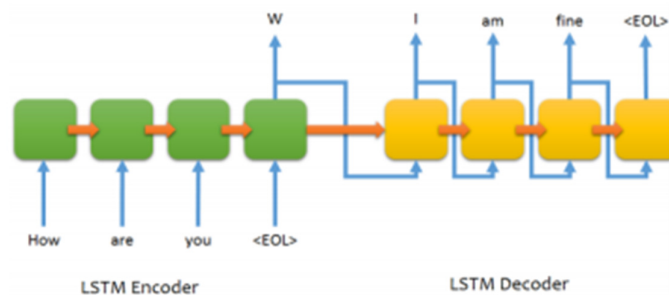 W I am fine <EOL>
How are you <EOL>
LSTM Encoder LSTM Decoder